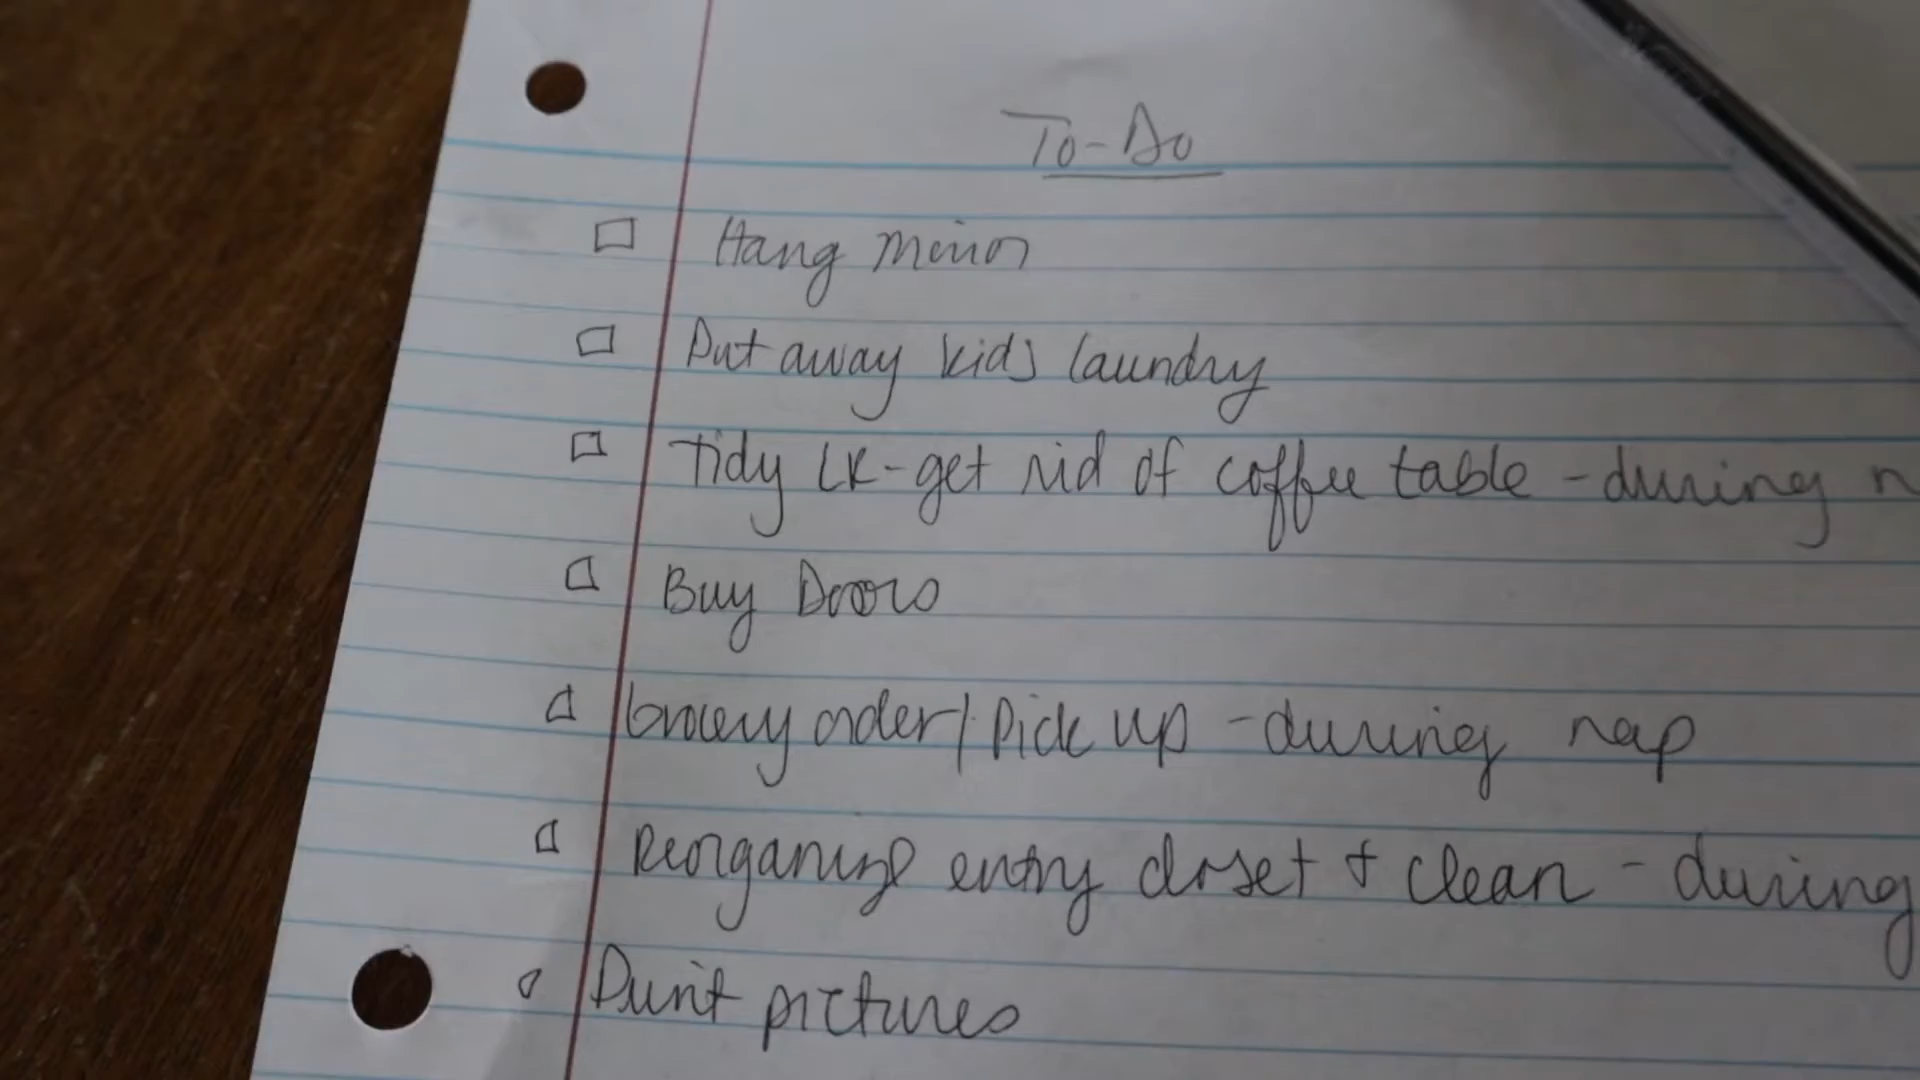 To-Do
Hang mirror
Put away kids laundry
Tidy LR - get rid of coffee table - during n
Buy Doors
Grocery order / Pick up - during nap
Reorganize entry closet + clean - during
Print pictures